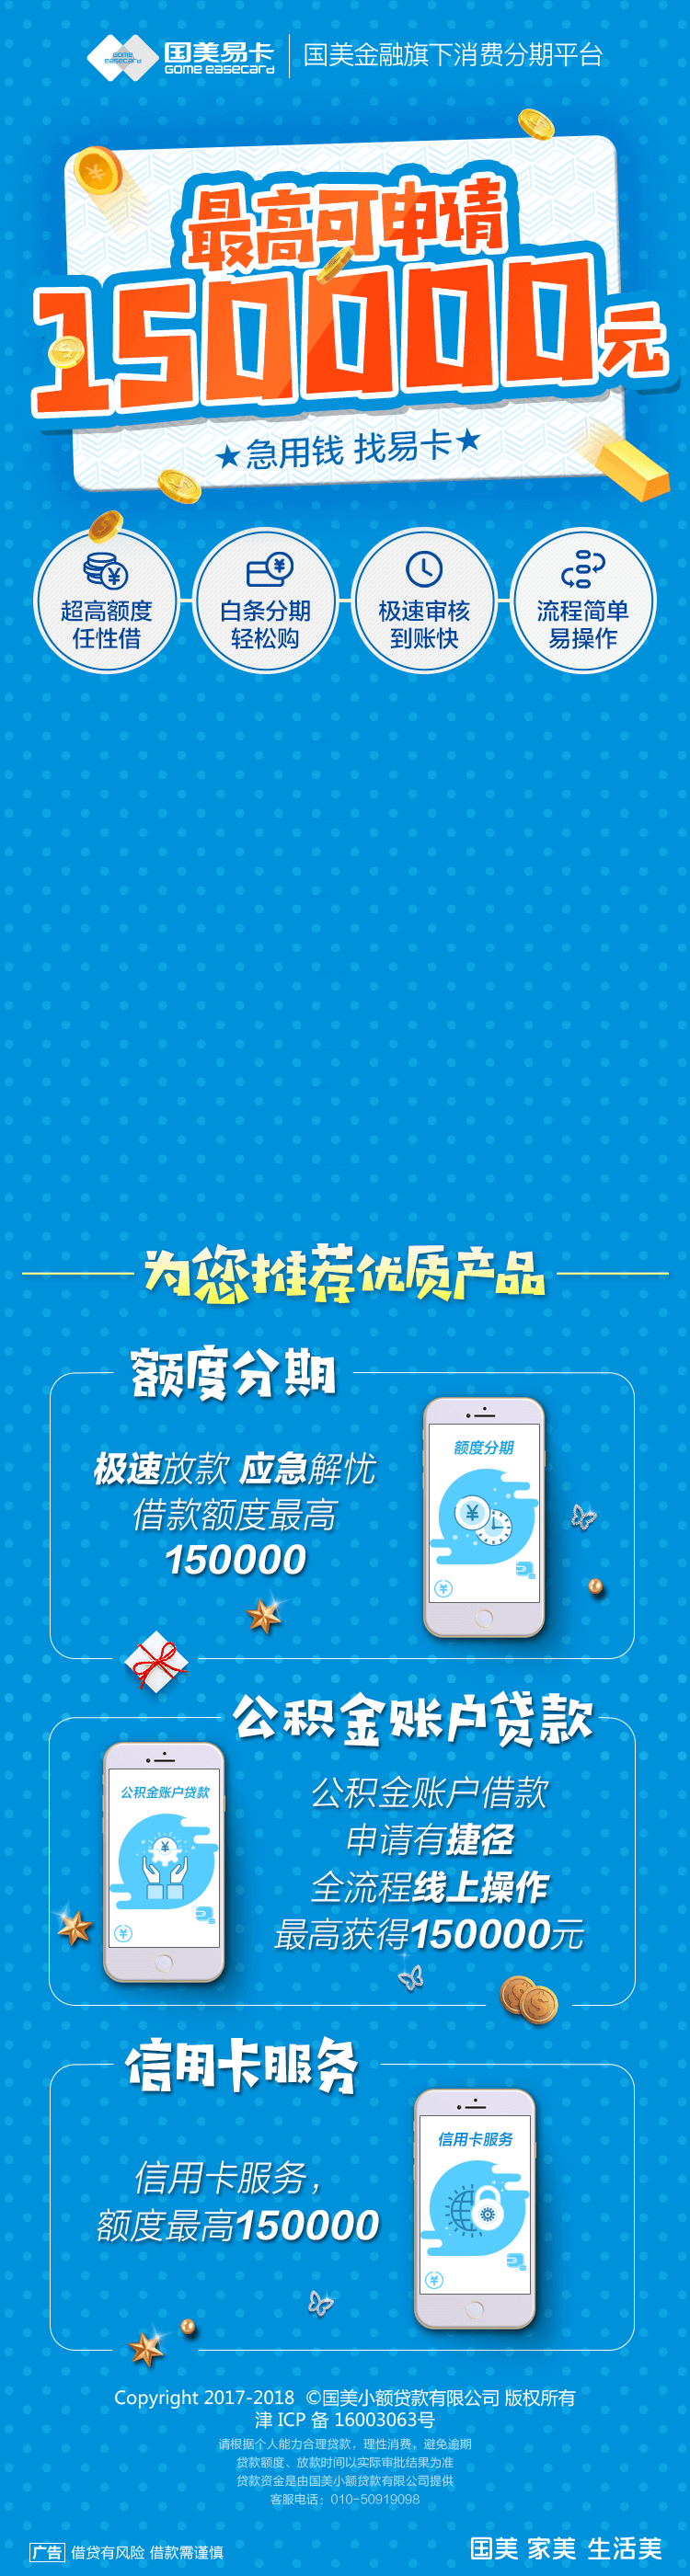 国美易卡
GOME EASECARD
国美金融旗下消费分期平台
最高可申请
150000元
★急用钱 找易卡★
超高额度
任性借
白条分期
轻松购
极速审核
到账快
流程简单
易操作
为您推荐优质产品
额度分期
极速放款 应急解忧
借款额度最高
150000
额度分期
公积金账户贷款
公积金账户贷款
公积金账户借款
申请有捷径
全流程线上操作
最高获得150000元
信用卡服务
信用卡服务，
额度最高150000
信用卡服务
Copyright 2017-2018 ©国美小额贷款有限公司 版权所有
津 ICP 备 16003063号
请根据个人能力合理贷款，理性消费，避免逾期
贷款额度、放款时间以实际审批结果为准
贷款资金是由国美小额贷款有限公司提供
客服电话：010-50919098
广告 借贷有风险 借款需谨慎
国美 家美 生活美